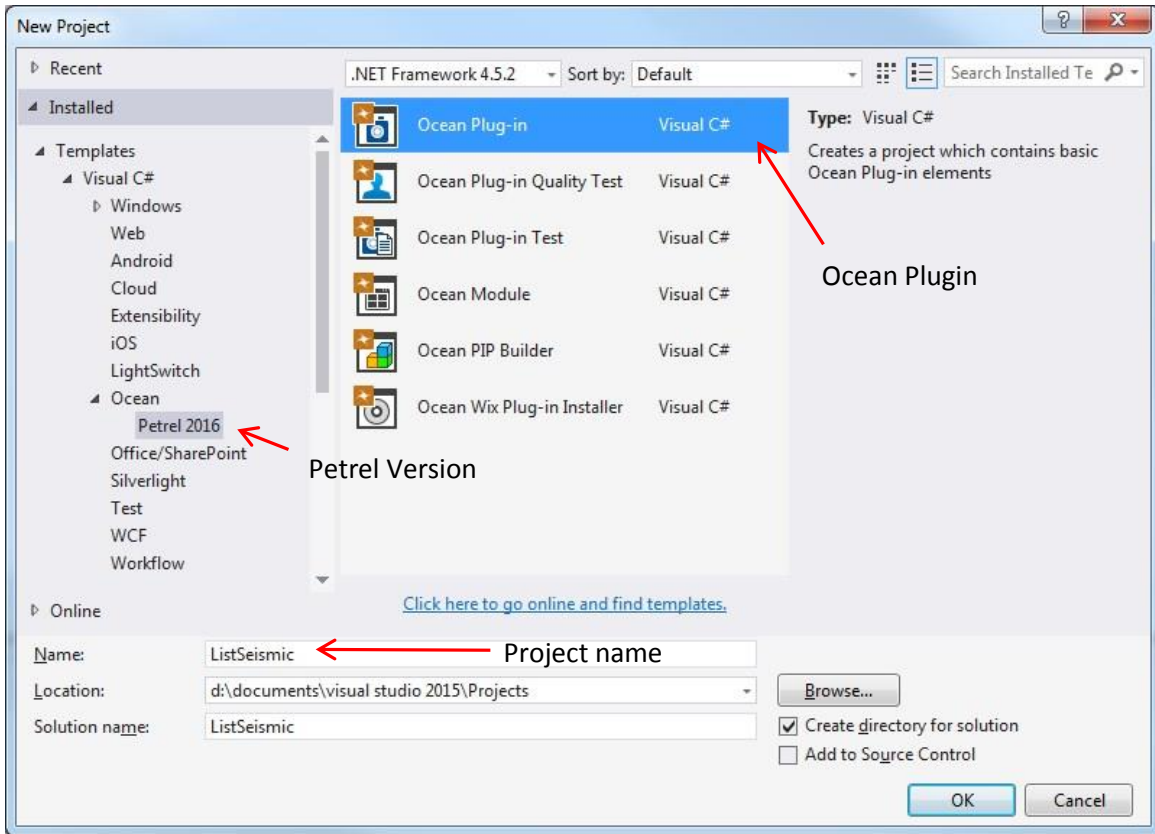 New Project
Recent
Installed
Templates
Visual C#
Windows
Web
Android
Cloud
Extensibility
iOS
LightSwitch
Ocean
Petrel 2016
Office/SharePoint
Silverlight
Test
WCF
Workflow
Online
.NET Framework 4.5.2 Sort by: Default
Search Installed Te
Ocean Plug-in Visual C#
Ocean Plug-in Quality Test Visual C#
Ocean Plug-in Test Visual C#
Ocean Module Visual C#
Ocean PIP Builder Visual C#
Ocean Wix Plug-in Installer Visual C#
Click here to go online and find templates.
Type: Visual C#
Creates a project which contains basic
Ocean Plug-in elements
Ocean Plugin
Petrel Version
Name: ListSeismic
Project name
Location: d:\documents\visual studio 2015\Projects
Browse...
Solution name: ListSeismic
Create directory for solution
Add to Source Control
OK Cancel